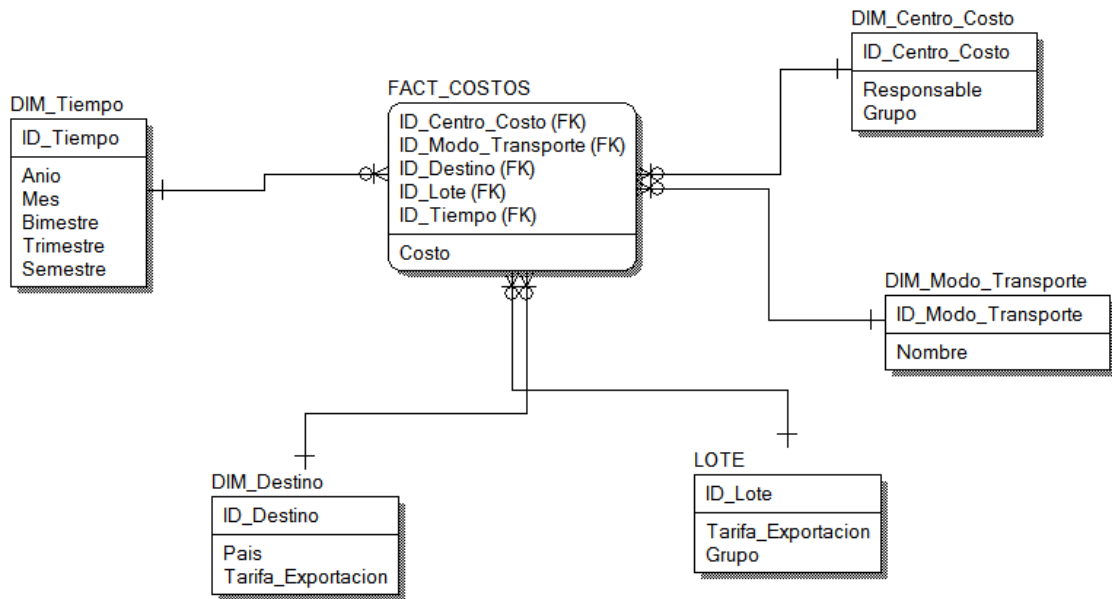 DIM_Tiempo
ID_Tiempo
Anio
Mes
Bimestre
Trimestre
Semestre
FACT_COSTOS
ID_Centro_Costo (FK)
ID_Modo_Transporte (FK)
ID_Destino (FK)
ID_Lote (FK)
ID_Tiempo (FK)
Costo
DIM_Centro_Costo
ID_Centro_Costo
Responsable
Grupo
DIM_Modo_Transporte
ID_Modo_Transporte
Nombre
DIM_Destino
ID_Destino
Pais
Tarifa_Exportacion
LOTE
ID_Lote
Tarifa_Exportacion
Grupo